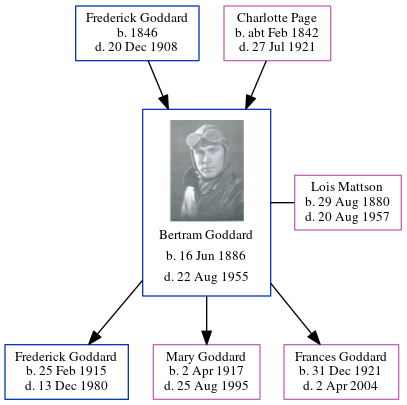 Frederick Goddard
b. 1846
d. 20 Dec 1908
Charlotte Page
b. abt Feb 1842
d. 27 Jul 1921
Bertram Goddard
b. 16 Jun 1886
d. 22 Aug 1955
Lois Mattson
b. 29 Aug 1880
d. 20 Aug 1957
Frederick Goddard
b. 25 Feb 1915
d. 13 Dec 1980
Mary Goddard
b. 2 Apr 1917
d. 25 Aug 1995
Frances Goddard
b. 31 Dec 1921
d. 2 Apr 2004